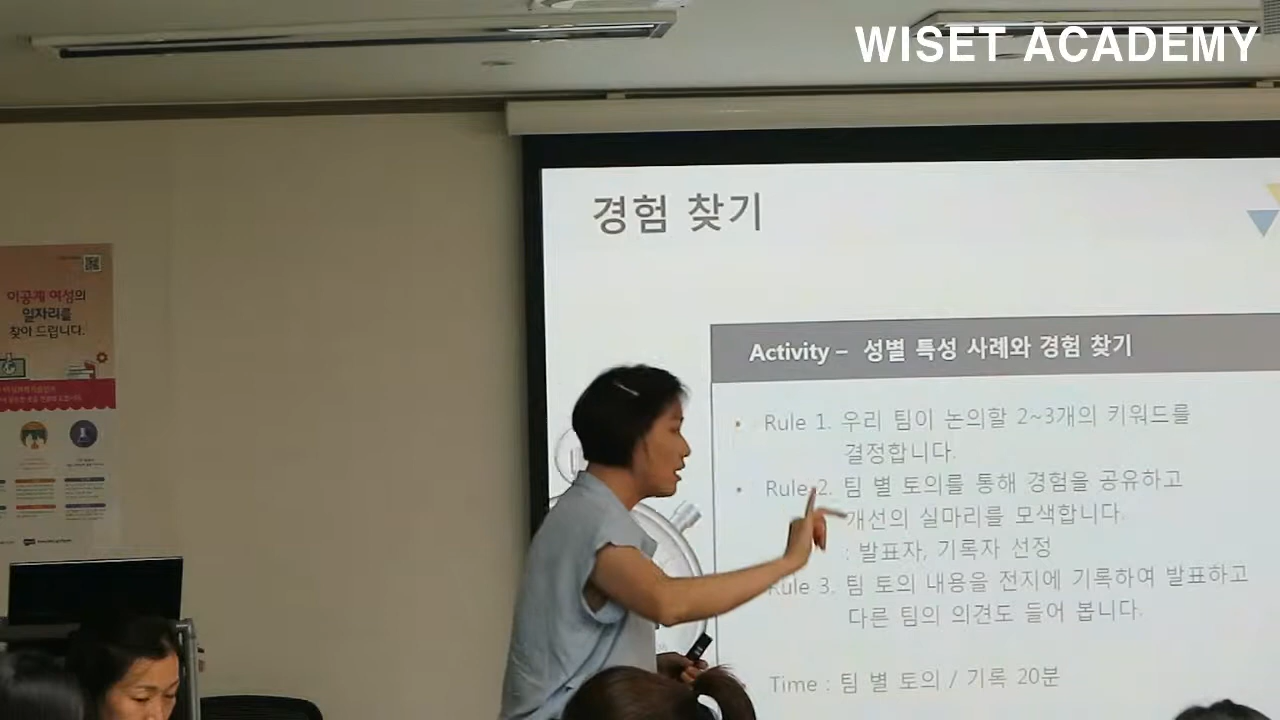 WISET ACADEMY
경험 찾기
Activity – 성별 특성 사례와 경험 찾기
• Rule 1. 우리 팀이 논의할 2~3개의 키워드를
결정합니다.
• Rule 2. 팀 별 토의를 통해 경험을 공유하고
개선의 실마리를 모색합니다.
: 발표자, 기록자 선정
Rule 3. 팀 토의 내용을 전지에 기록하여 발표하고
다른 팀의 의견도 들어 봅니다.
Time : 팀 별 토의 / 기록 20분
이공계 여성의
일자리를
찾아 드립니다.